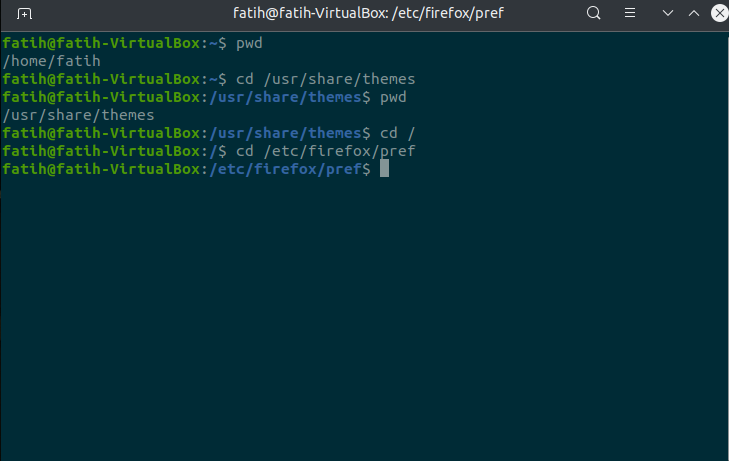 fatih@fatih-VirtualBox: /etc/firefox/pref
fatih@fatih-VirtualBox:~$ pwd
/home/fatih
fatih@fatih-VirtualBox:~$ cd /usr/share/themes
fatih@fatih-VirtualBox:/usr/share/themes$ pwd
/usr/share/themes
fatih@fatih-VirtualBox:/usr/share/themes$ cd /
fatih@fatih-VirtualBox:/$ cd /etc/firefox/pref
fatih@fatih-VirtualBox:/etc/firefox/pref$